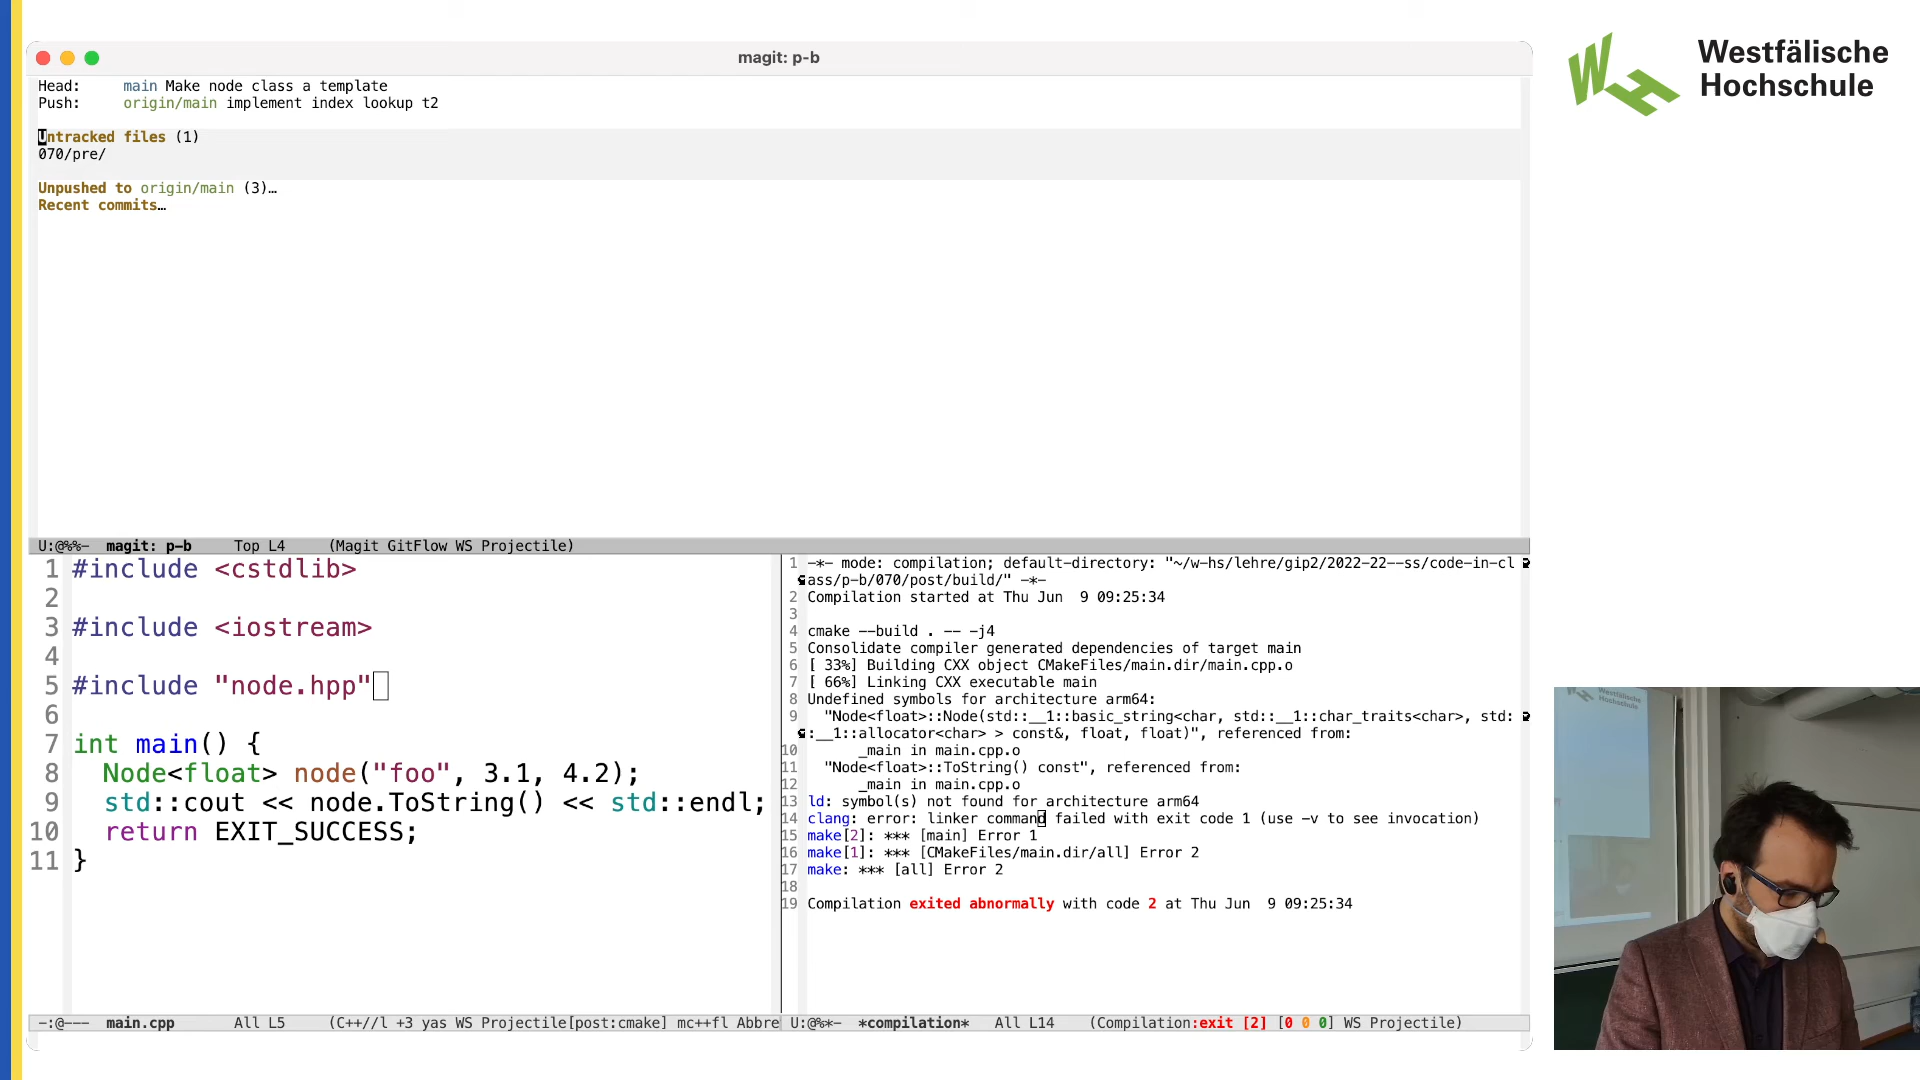 magit: p-b
Westfälische
Hochschule
Head:     main Make node class a template
Push:     origin/main implement index lookup t2
Untracked files (1)
070/pre/
Unpushed to origin/main (3)…
Recent commits…
U:@%%-  magit: p-b     Top L4     (Magit GitFlow WS Projectile)
1 #include <cstdlib>
2
3 #include <iostream>
4
5 #include "node.hpp"
6
7 int main() {
8   Node<float> node("foo", 3.1, 4.2);
9   std::cout << node.ToString() << std::endl;
10   return EXIT_SUCCESS;
11 }
-:@---  main.cpp       All L5     (C++//l +3 yas WS Projectile[post:cmake] mc++fl Abbre
1 -*- mode: compilation; default-directory: "~/w-hs/lehre/gip2/2022-22--ss/code-in-cl
ass/p-b/070/post/build/" -*-
2 Compilation started at Thu Jun  9 09:25:34
3
4 cmake --build . -- -j4
5 Consolidate compiler generated dependencies of target main
6 [ 33%] Building CXX object CMakeFiles/main.dir/main.cpp.o
7 [ 66%] Linking CXX executable main
8 Undefined symbols for architecture arm64:
9   "Node<float>::Node(std::__1::basic_string<char, std::__1::char_traits<char>, std:
:__1::allocator<char> > const&, float, float)", referenced from:
10       _main in main.cpp.o
11   "Node<float>::ToString() const", referenced from:
12       _main in main.cpp.o
13 ld: symbol(s) not found for architecture arm64
14 clang: error: linker command failed with exit code 1 (use -v to see invocation)
15 make[2]: *** [main] Error 1
16 make[1]: *** [CMakeFiles/main.dir/all] Error 2
17 make: *** [all] Error 2
18
19 Compilation exited abnormally with code 2 at Thu Jun  9 09:25:34
U:@%*-  *compilation*   All L14    (Compilation:exit [2] [0 0 0] WS Projectile)
Westfälische
Hochschule